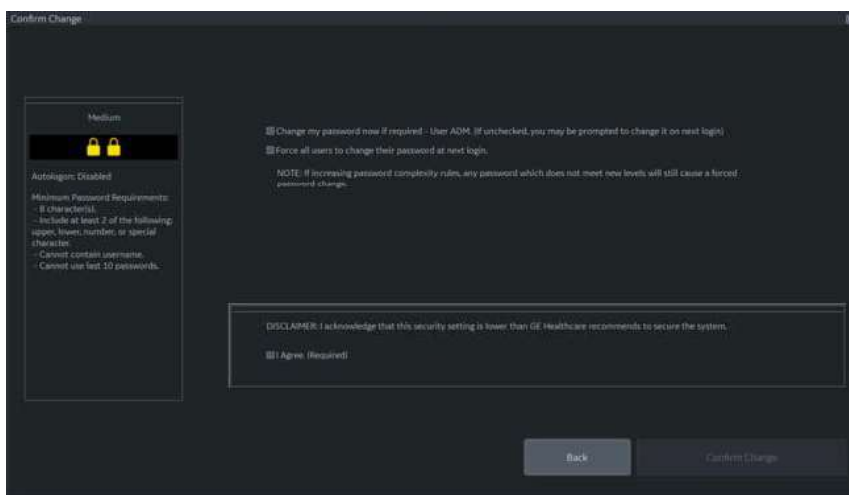 Confirm Change
Medium
Autologon: Disabled
Minimum Password Requirements:
- 8 character(s).
- Include at least 2 of the following:
upper, lower, number, or special
character.
- Cannot contain username.
- Cannot use last 10 passwords.
Change my password now if required - User ADM. (If unchecked, you may be prompted to change it on next login)
Force all users to change their password at next login.
NOTE: If increasing password complexity rules, any password which does not meet new levels will still cause a forced
password change.
DISCLAIMER: I acknowledge that this security setting is lower than GE Healthcare recommends to secure the system.
I Agree. (Required)
Back
Confirm Change